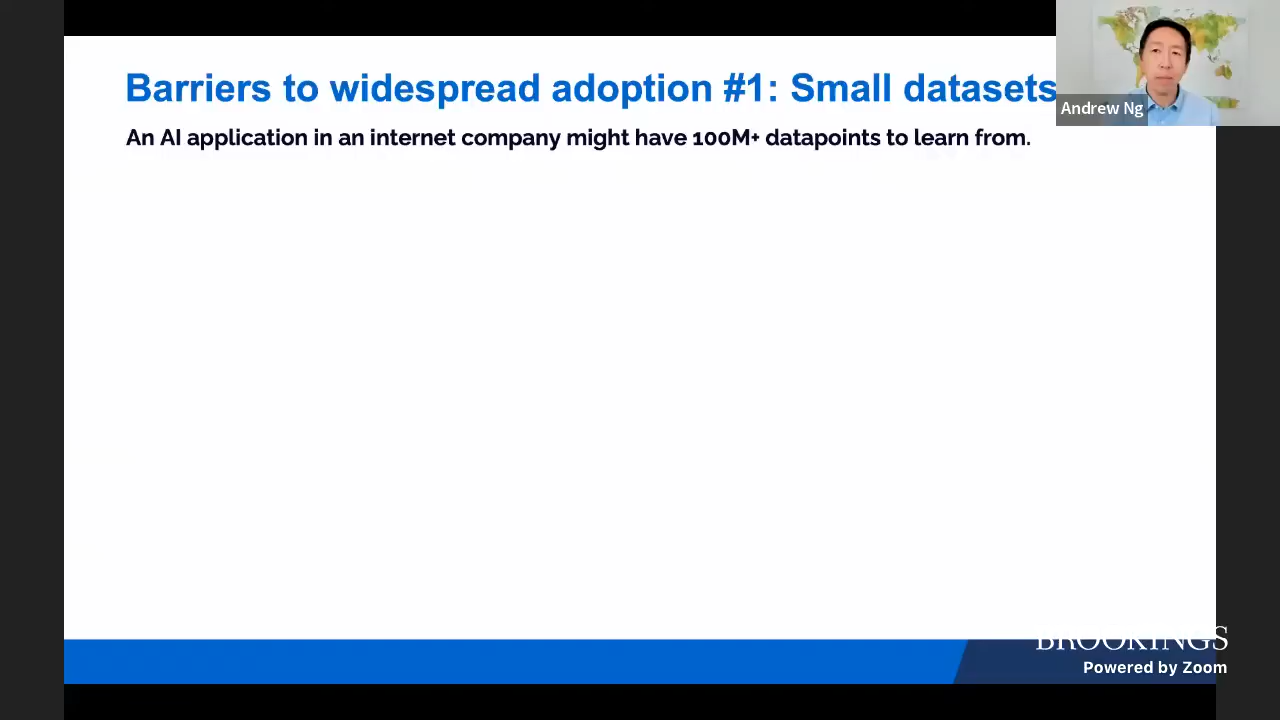 Barriers to widespread adoption #1: Small datasets
Andrew Ng
An AI application in an internet company might have 100M+ datapoints to learn from.
BROOKINGS
Powered by Zoom